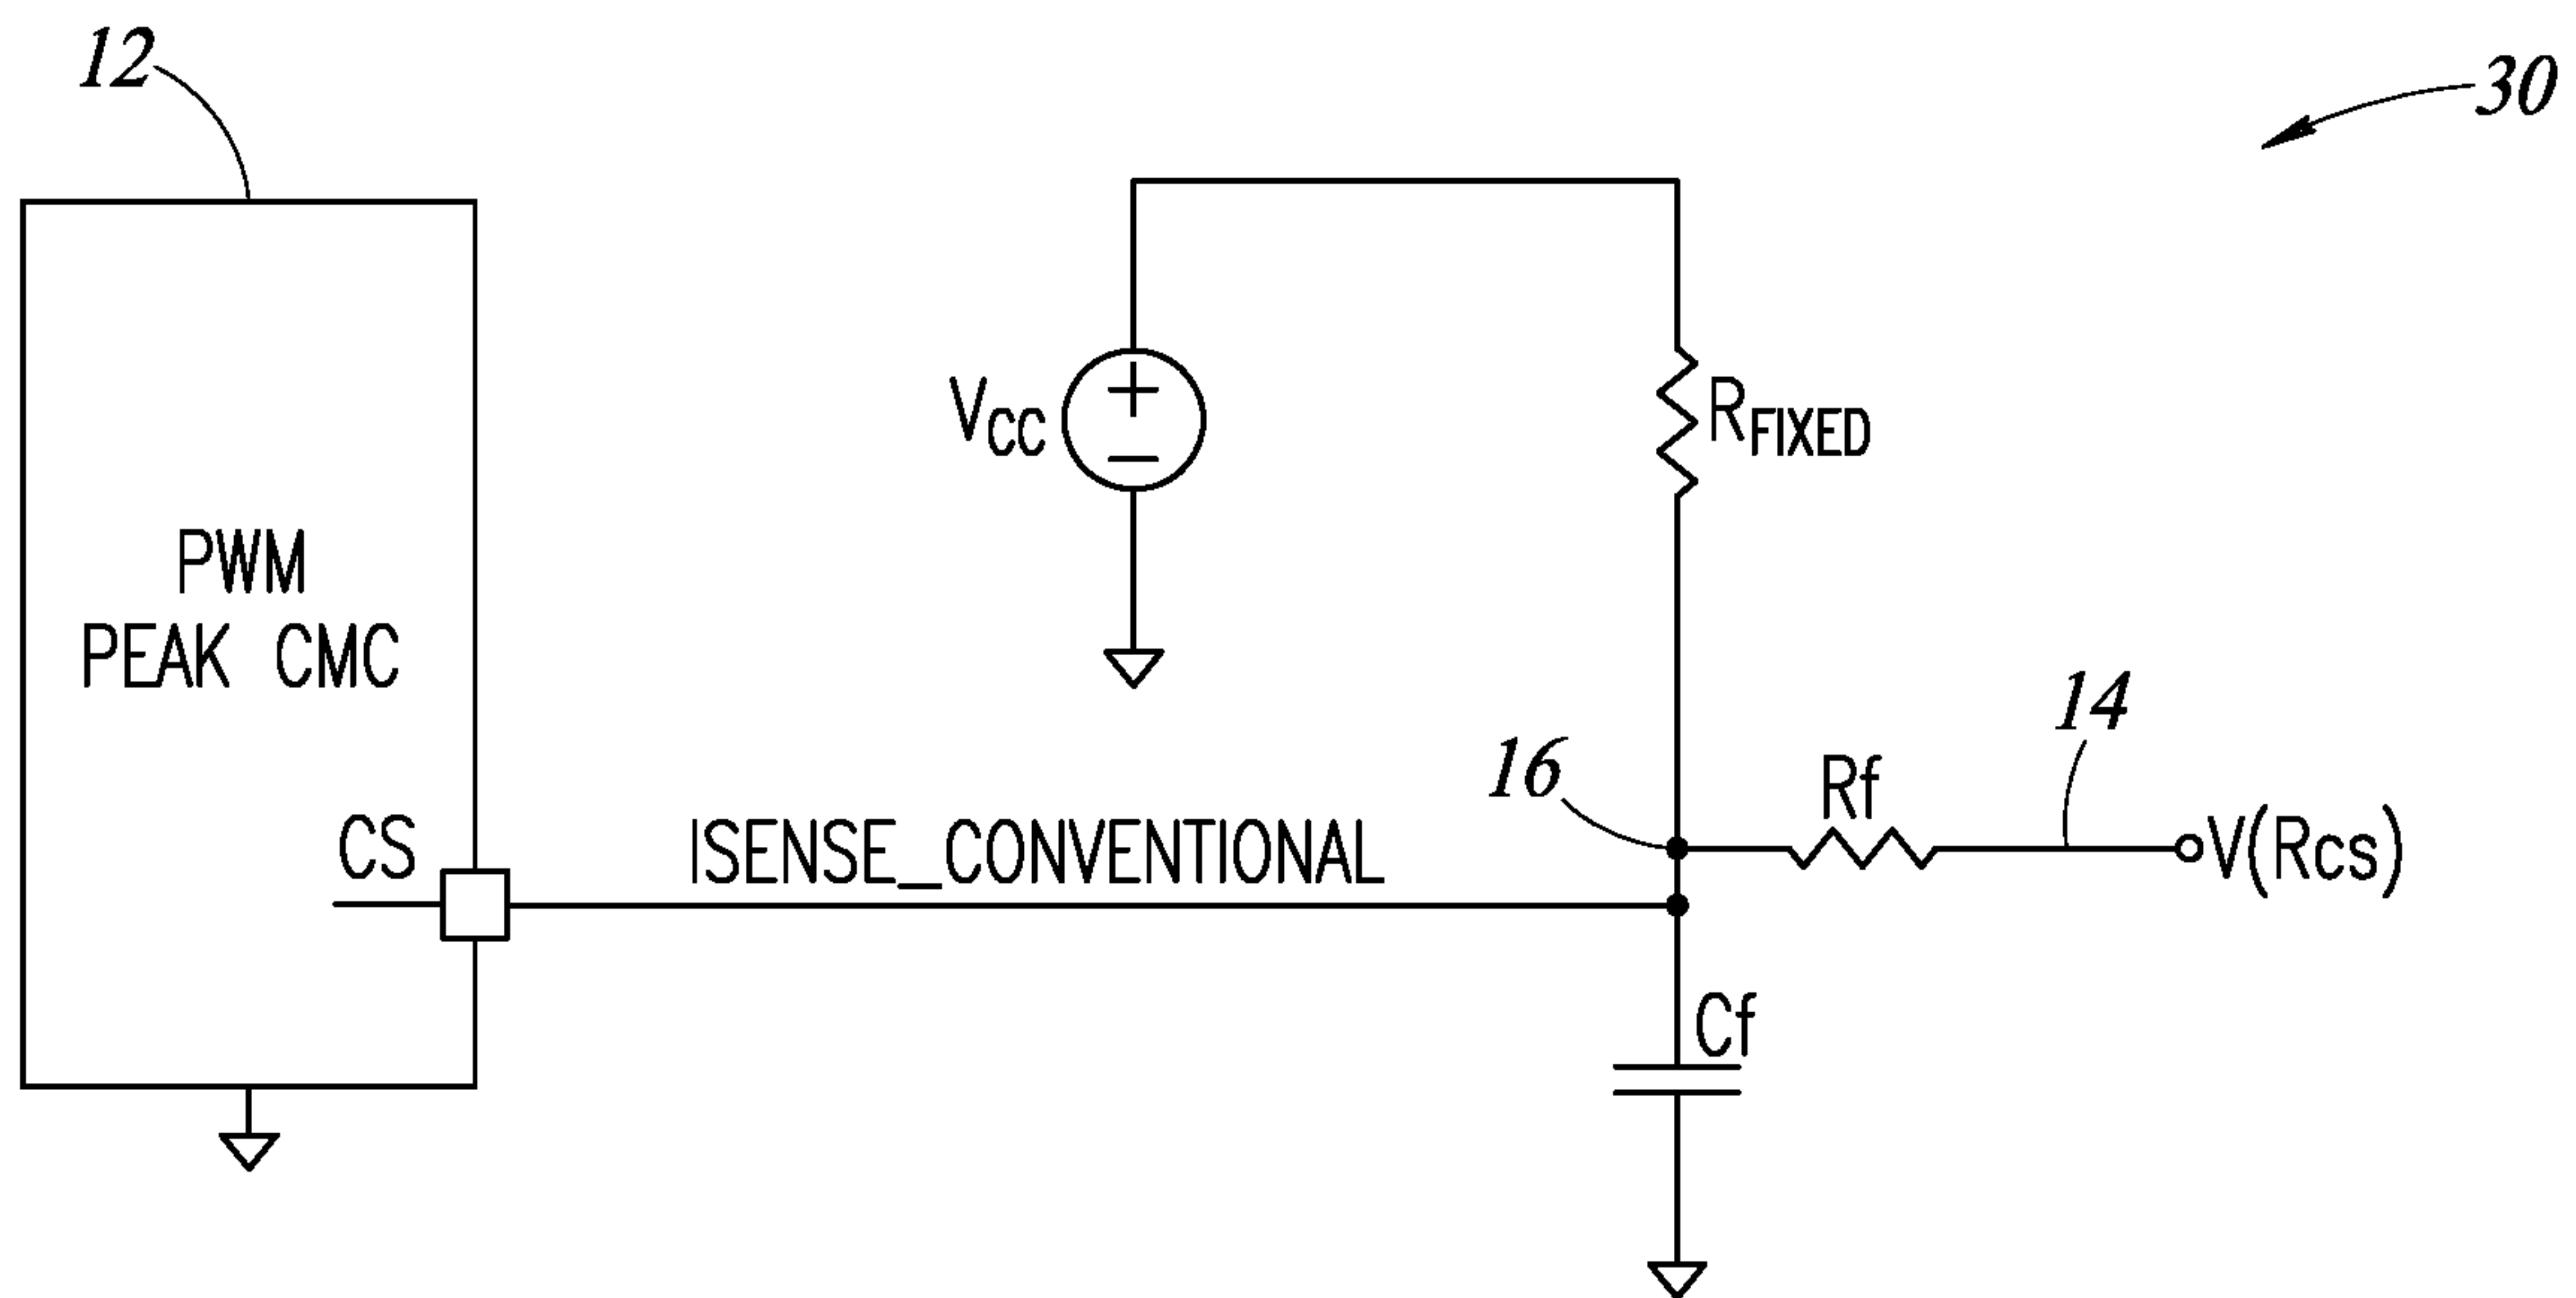 12
30
VCC
RFIXED
PWM
PEAK CMC
16
Rf
14
CS
ISENSE_CONVENTIONAL
V(Rcs)
Cf